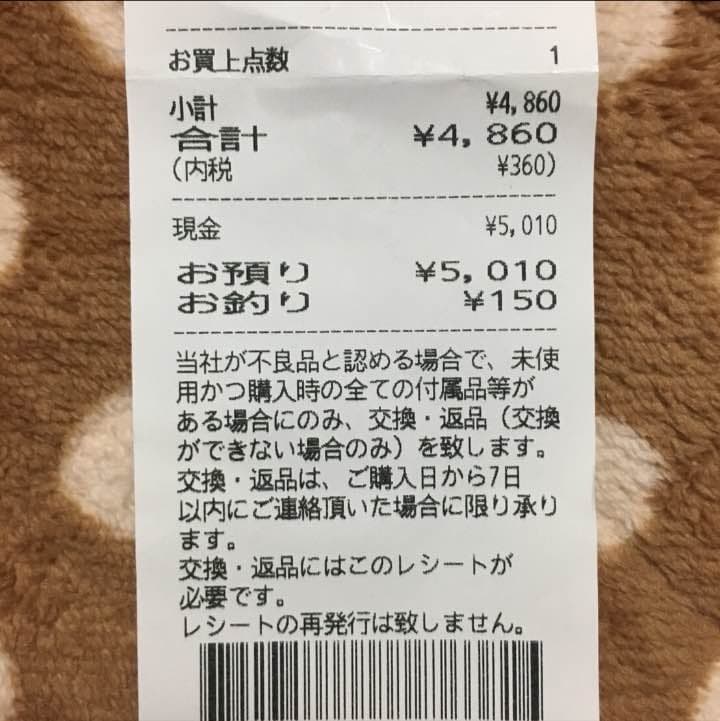 お買上点数 1
小計 ¥4,860
合計 ¥4,860
(内税 ¥360)
現金 ¥5,010
お預り ¥5,010
お釣り ¥150
当社が不良品と認める場合で、未使
用かつ購入時の全ての付属品等が
ある場合にのみ、交換・返品（交換
ができない場合のみ）を致します。
交換・返品は、ご購入日から7日
以内にご連絡頂いた場合に限り承り
ます。
交換・返品にはこのレシートが
必要です。
レシートの再発行は致しません。